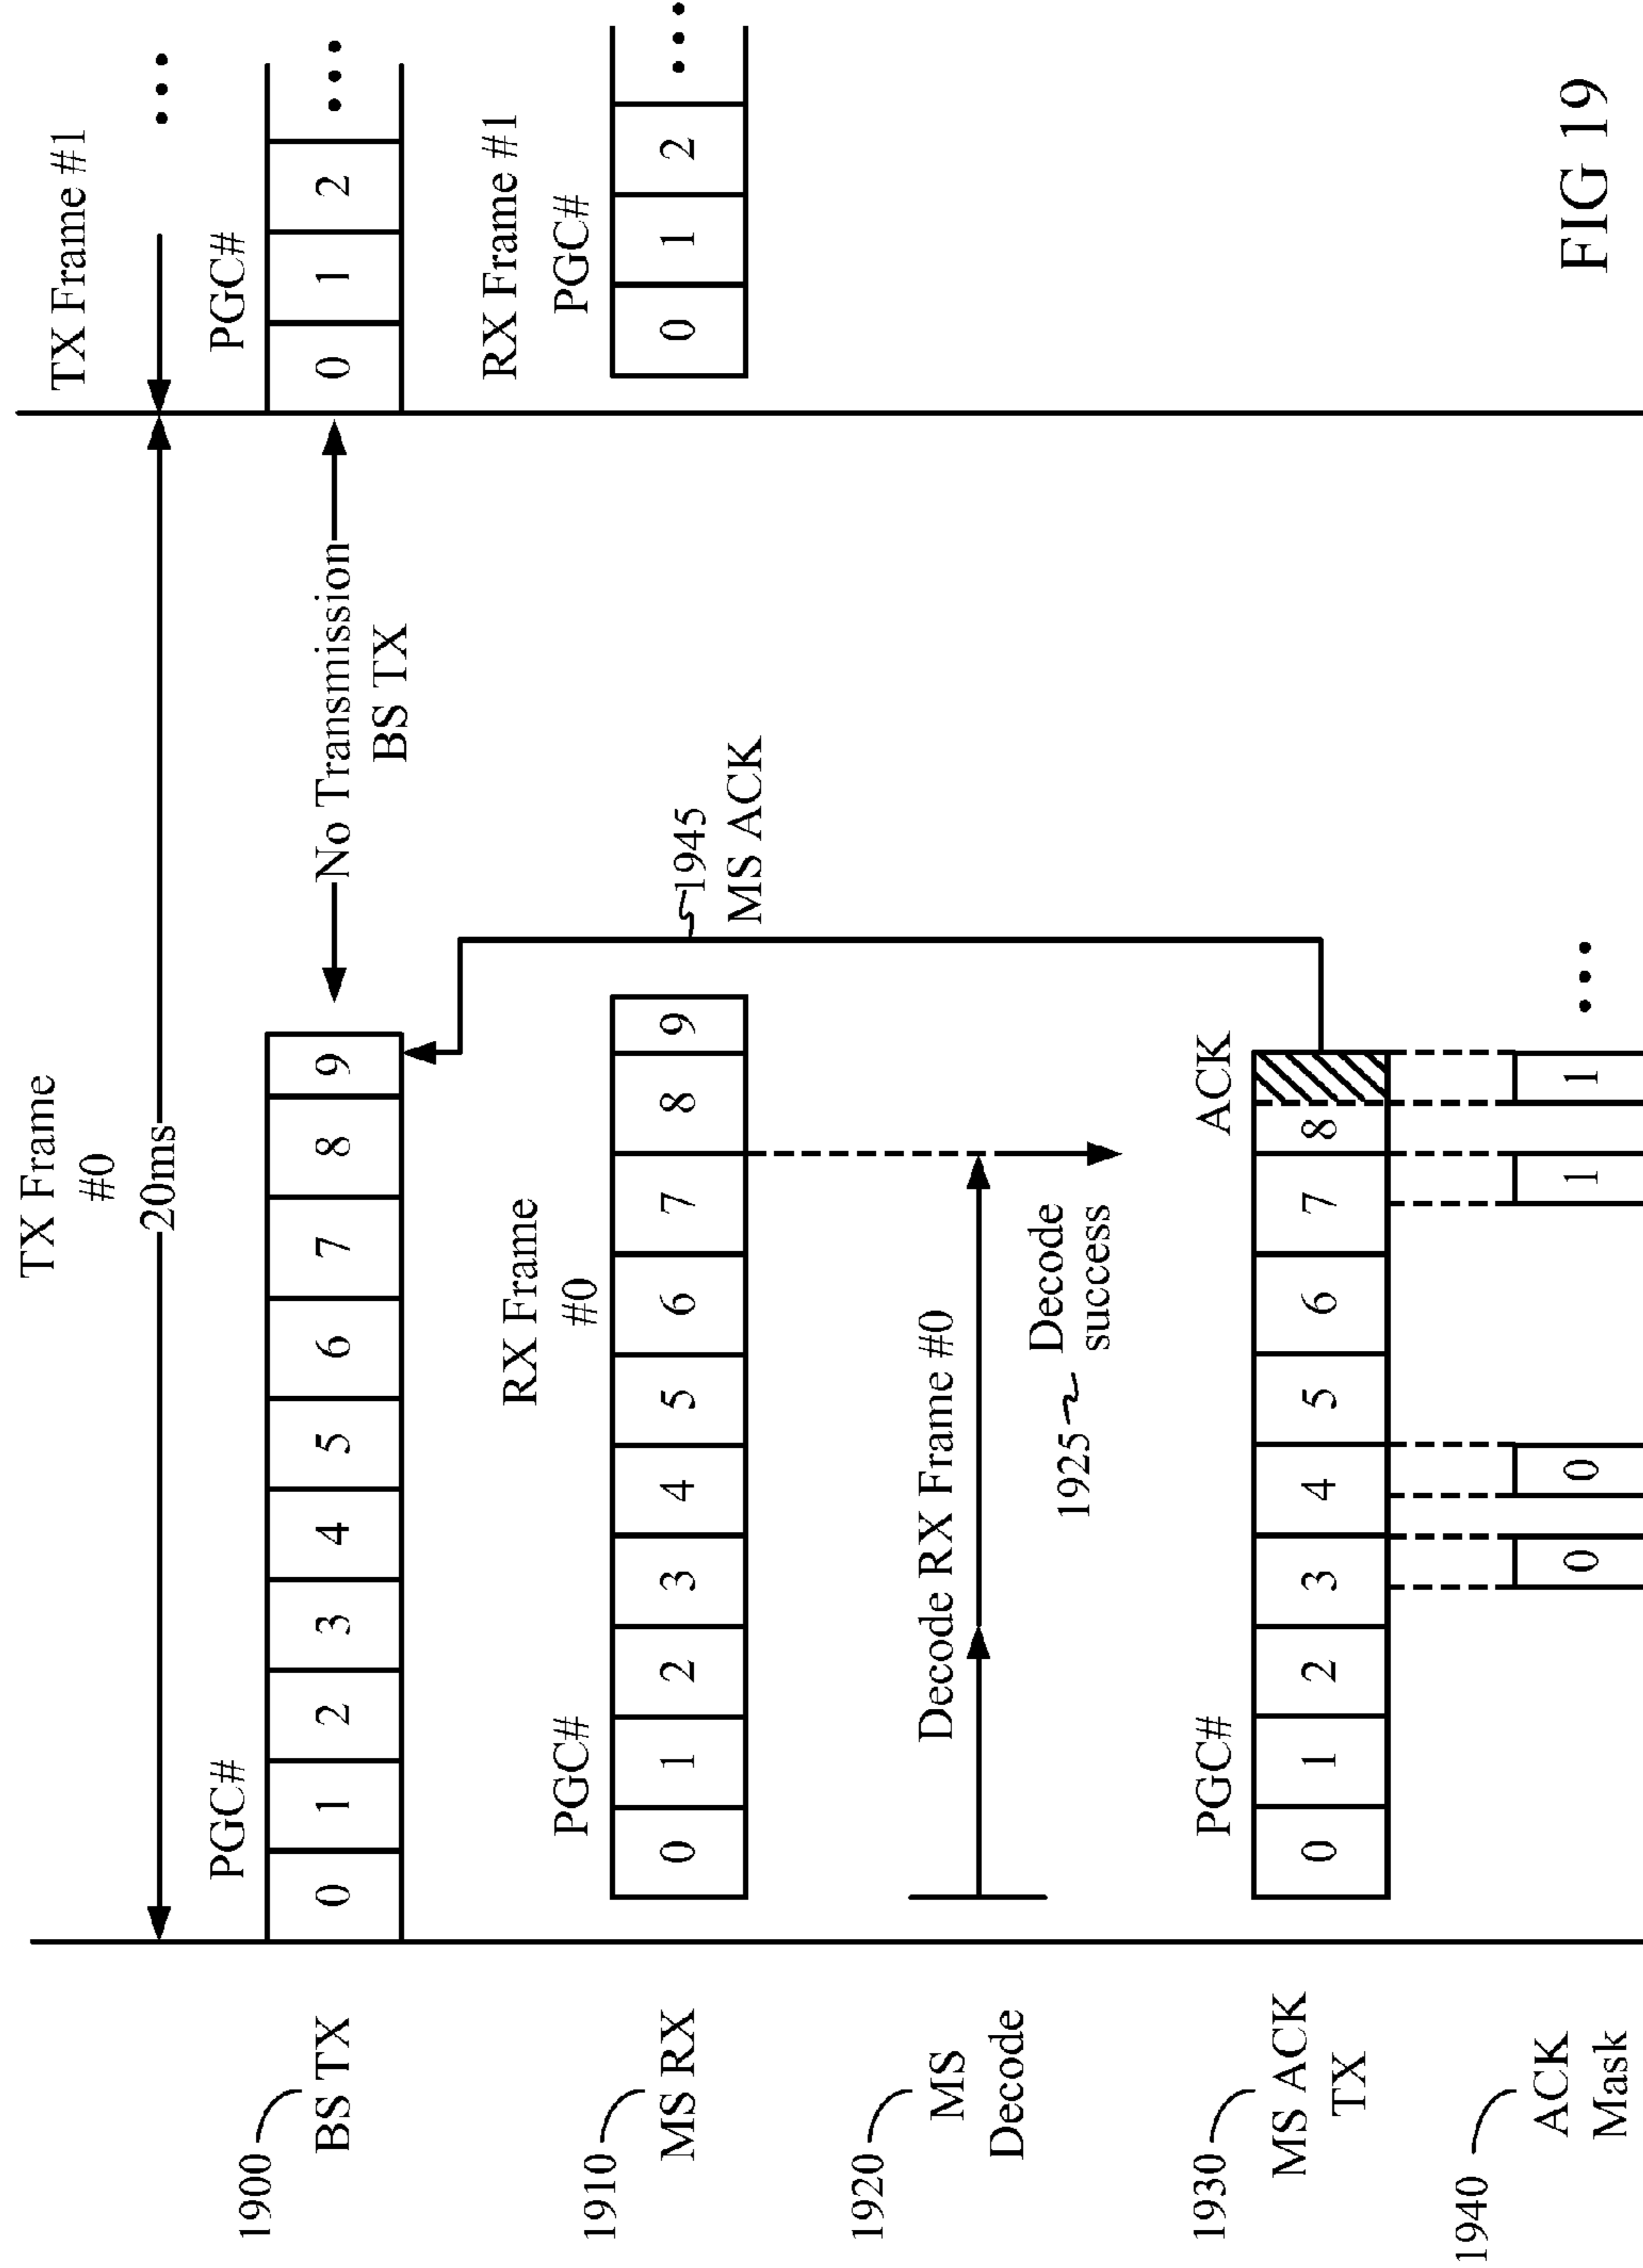 TX Frame
#0
TX Frame #1
20ms
...
PGC#
PGC#
1900
BS TX
0 1 2 3 4 5 6 7 8 9
No Transmission
BS TX
0 1 2 ...
RX Frame
#0
RX Frame #1
PGC#
PGC#
1910
MS RX
0 1 2 3 4 5 6 7 8 9
0 1 2 ...
1945
MS ACK
1920
MS
Decode
Decode RX Frame #0
1925
Decode
success
PGC#
ACK
1930
MS ACK
TX
0 1 2 3 4 5 6 7 8
1940
ACK
Mask
0 0 1 1 ...
FIG 19